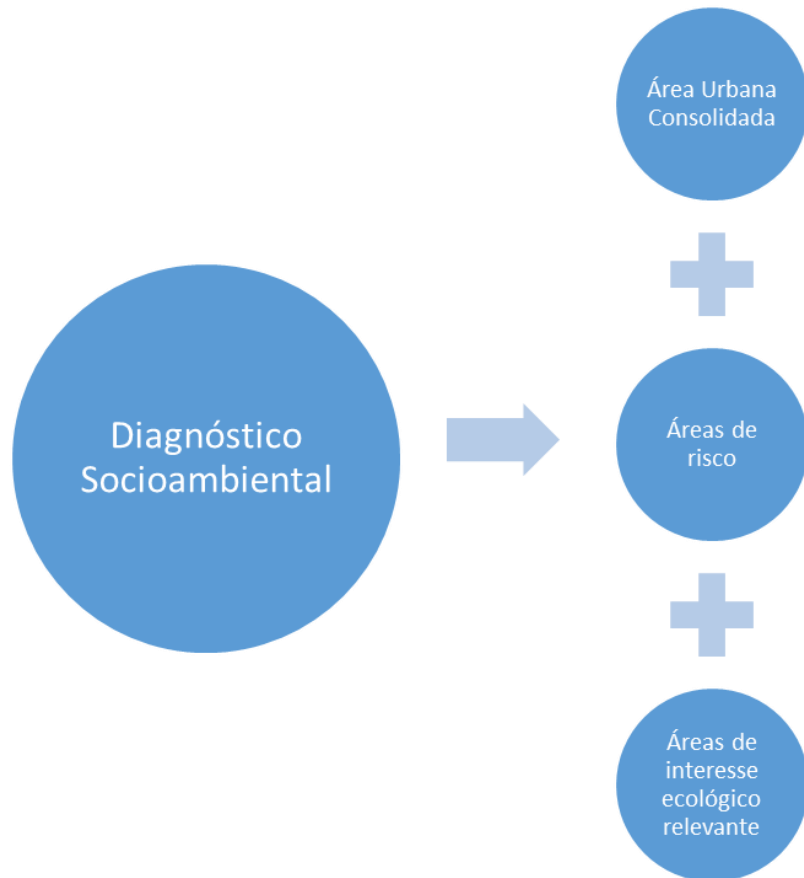 Área Urbana
Consolidada
Diagnóstico
Socioambiental
Áreas de
risco
Áreas de
interesse
ecológico
relevante